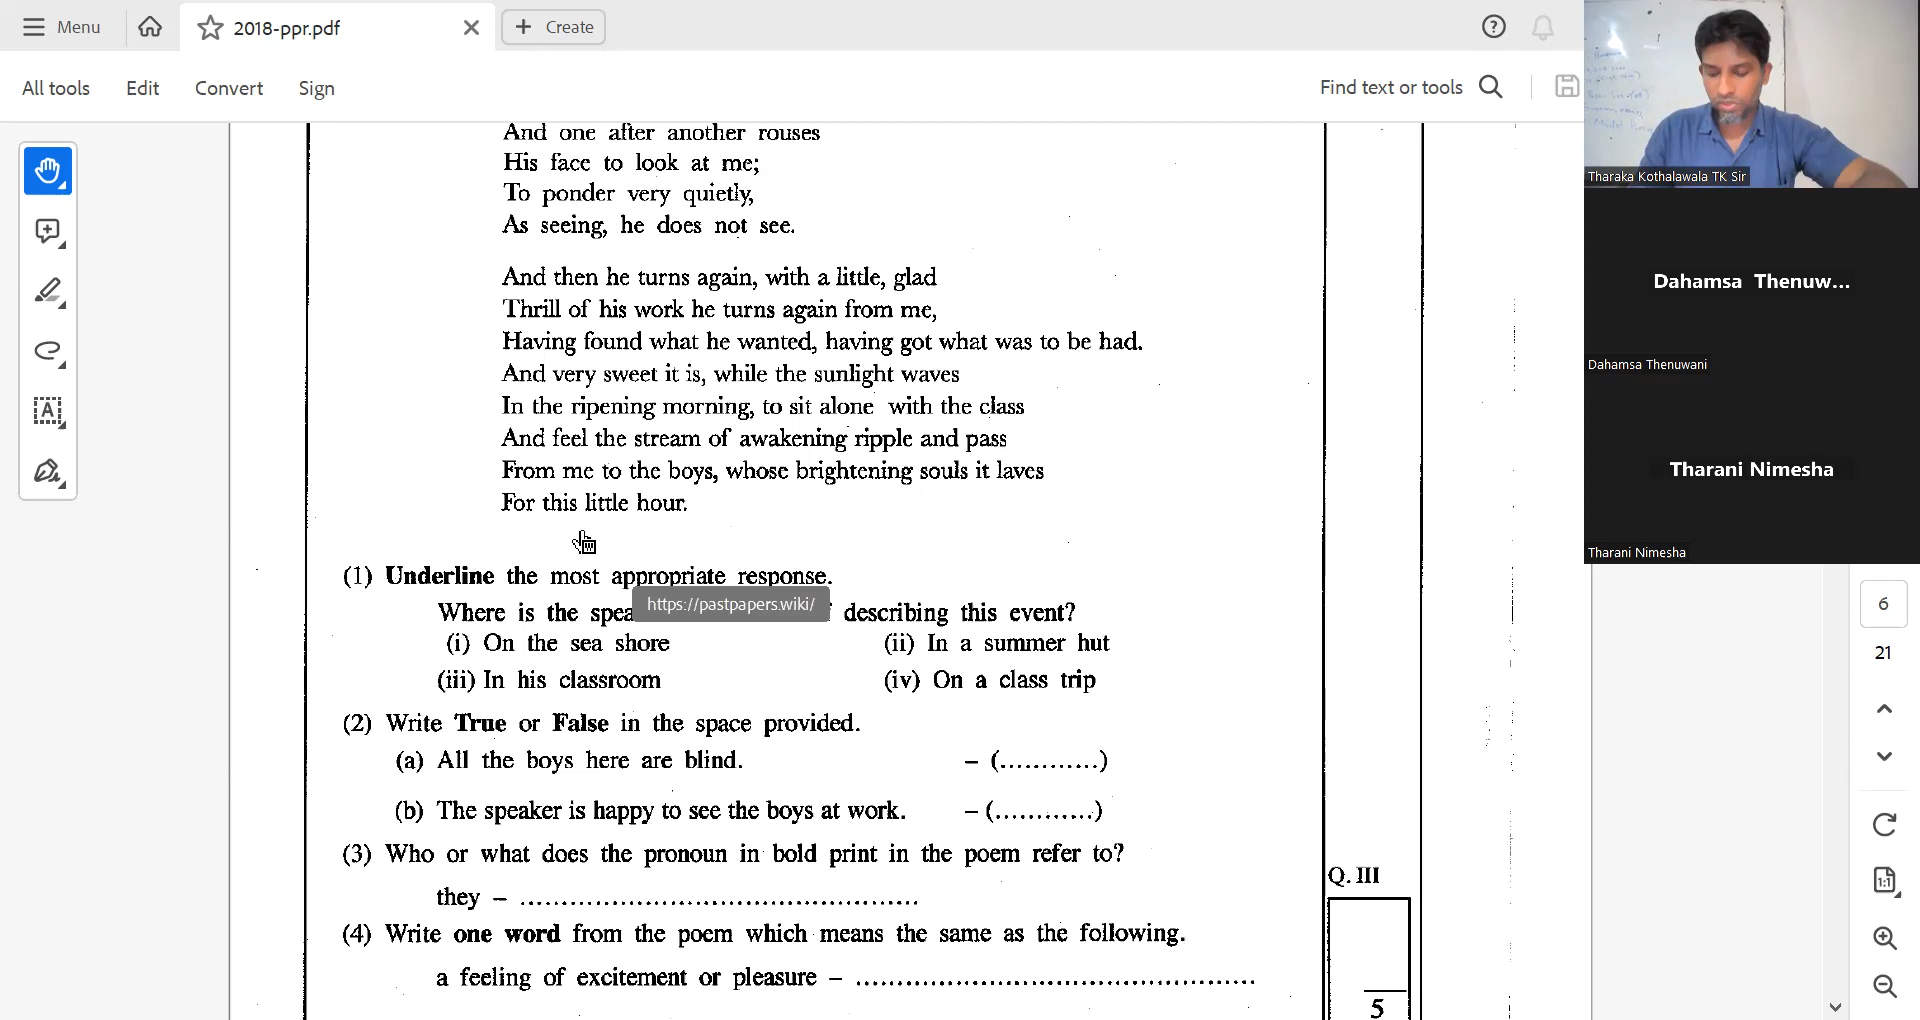 Menu
2018-ppr.pdf
Create
All tools
Edit
Convert
Sign
Find text or tools
And one after another rouses
His face to look at me;
To ponder very quietly,
As seeing, he does not see.
And then he turns again, with a little, glad
Thrill of his work he turns again from me,
Having found what he wanted, having got what was to be had.
And very sweet it is, while the sunlight waves
In the ripening morning, to sit alone with the class
And feel the stream of awakening ripple and pass
From me to the boys, whose brightening souls it laves
For this little hour.
(1) Underline the most appropriate response.
https://pastpapers.wiki/
Where is the describing this event?
(i) On the sea shore (ii) In a summer hut
(iii) In his classroom (iv) On a class trip
(2) Write True or False in the space provided.
(a) All the boys here are blind. – (............)
(b) The speaker is happy to see the boys at work. – (............)
(3) Who or what does the pronoun in bold print in the poem refer to?
they – ................................................
(4) Write one word from the poem which means the same as the following.
a feeling of excitement or pleasure – ................................................
Q. III
5
Tharaka Kothalawala TK Sir
Dahamsa Thenuw...
Dahamsa Thenuwani
Tharani Nimesha
Tharani Nimesha
6
21
1:1